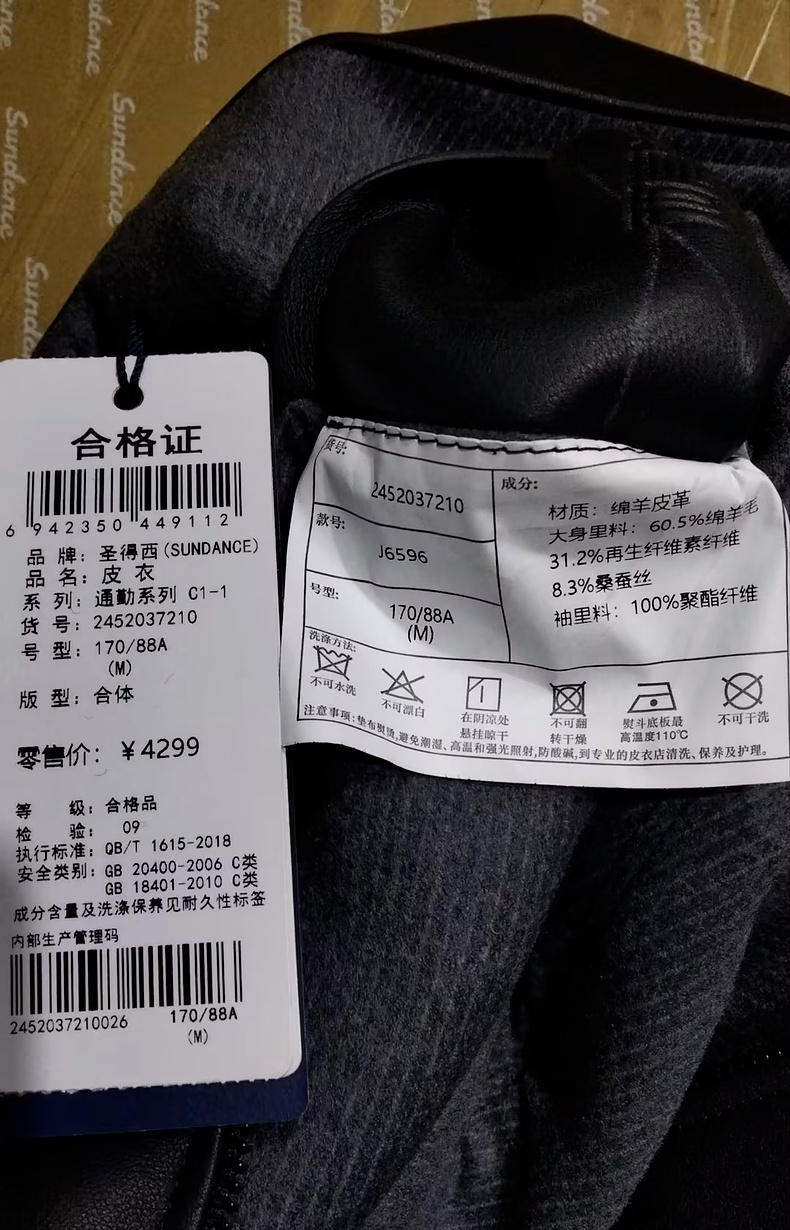 Sundance
Sundance
Sundance
Sundance
Sundance
合格证
6 942350 449112
品 牌: 圣得西(SUNDANCE)
品 名: 皮 衣
系 列: 通勤系列 C1-1
货 号: 2452037210
号 型: 170/88A
(M)
版 型: 合体
零售价: ¥4299
等 级: 合格品
检 验: 09
执行标准: QB/T 1615-2018
安全类别: GB 20400-2006 C类
GB 18401-2010 C类
成分含量及洗涤保养见耐久性标签
内部生产管理码
2452037210026 170/88A
(M)
货号:
2452037210
款号:
J6596
号型:
170/88A
(M)
成分:
材质: 绵羊皮革
大身里料: 60.5%绵羊毛
31.2%再生纤维素纤维
8.3%桑蚕丝
袖里料: 100%聚酯纤维
洗涤方法:
不可水洗
不可漂白
在阴凉处
悬挂晾干
不可翻
转干燥
熨斗底板最
高温度110℃
不可干洗
注意事项:垫布熨烫,避免潮湿、高温和强光照射,防酸碱,到专业的皮衣店清洗、保养及护理。